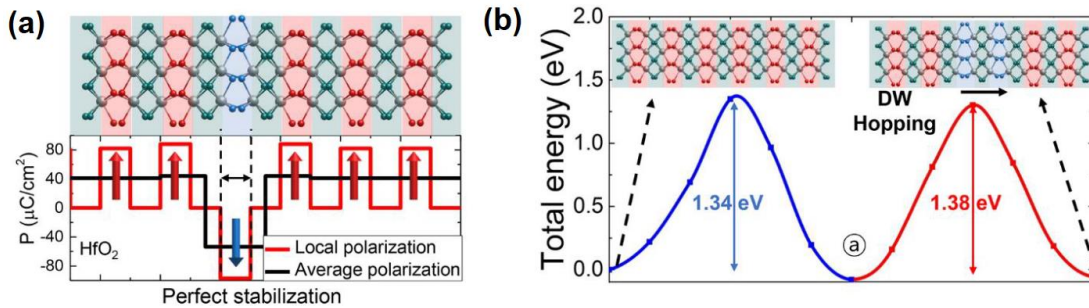 (a)
P (μC/cm²)
80
40
0
-40
-80
HfO₂
Local polarization
Average polarization
Perfect stabilization
(b)
Total energy (eV)
2.0
1.5
1.0
0.5
0.0
DW
Hopping
1.34 eV
1.38 eV
a